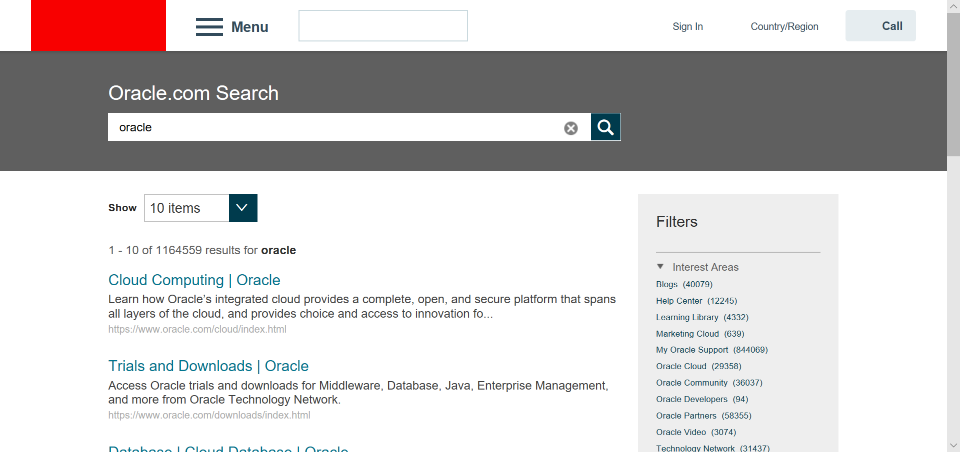 Menu
Sign In
Country/Region
Call
Oracle.com Search
oracle
Show
10 items
1 - 10 of 1164559 results for oracle
Cloud Computing | Oracle
Learn how Oracle's integrated cloud provides a complete, open, and secure platform that spans
all layers of the cloud, and provides choice and access to innovation fo...
https://www.oracle.com/cloud/index.html
Trials and Downloads | Oracle
Access Oracle trials and downloads for Middleware, Database, Java, Enterprise Management,
and more from Oracle Technology Network.
https://www.oracle.com/downloads/index.html
Database | Cloud Database | Oracle
Filters
Interest Areas
Blogs (40079)
Help Center (12245)
Learning Library (4332)
Marketing Cloud (639)
My Oracle Support (844069)
Oracle Cloud (29358)
Oracle Community (36037)
Oracle Developers (94)
Oracle Partners (58355)
Oracle Video (3074)
Technology Network (31437)